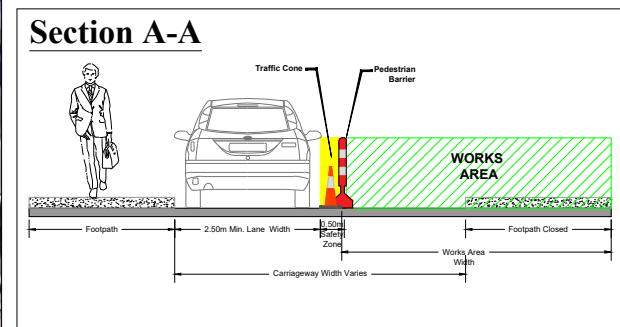 Section A-A
Traffic Cone
Pedestrian
Barrier
WORKS
AREA
Footpath
2.50m Min. Lane Width
0.50m
Safety
Zone
Footpath Closed
Works Area
Width
Carriageway Width Varies